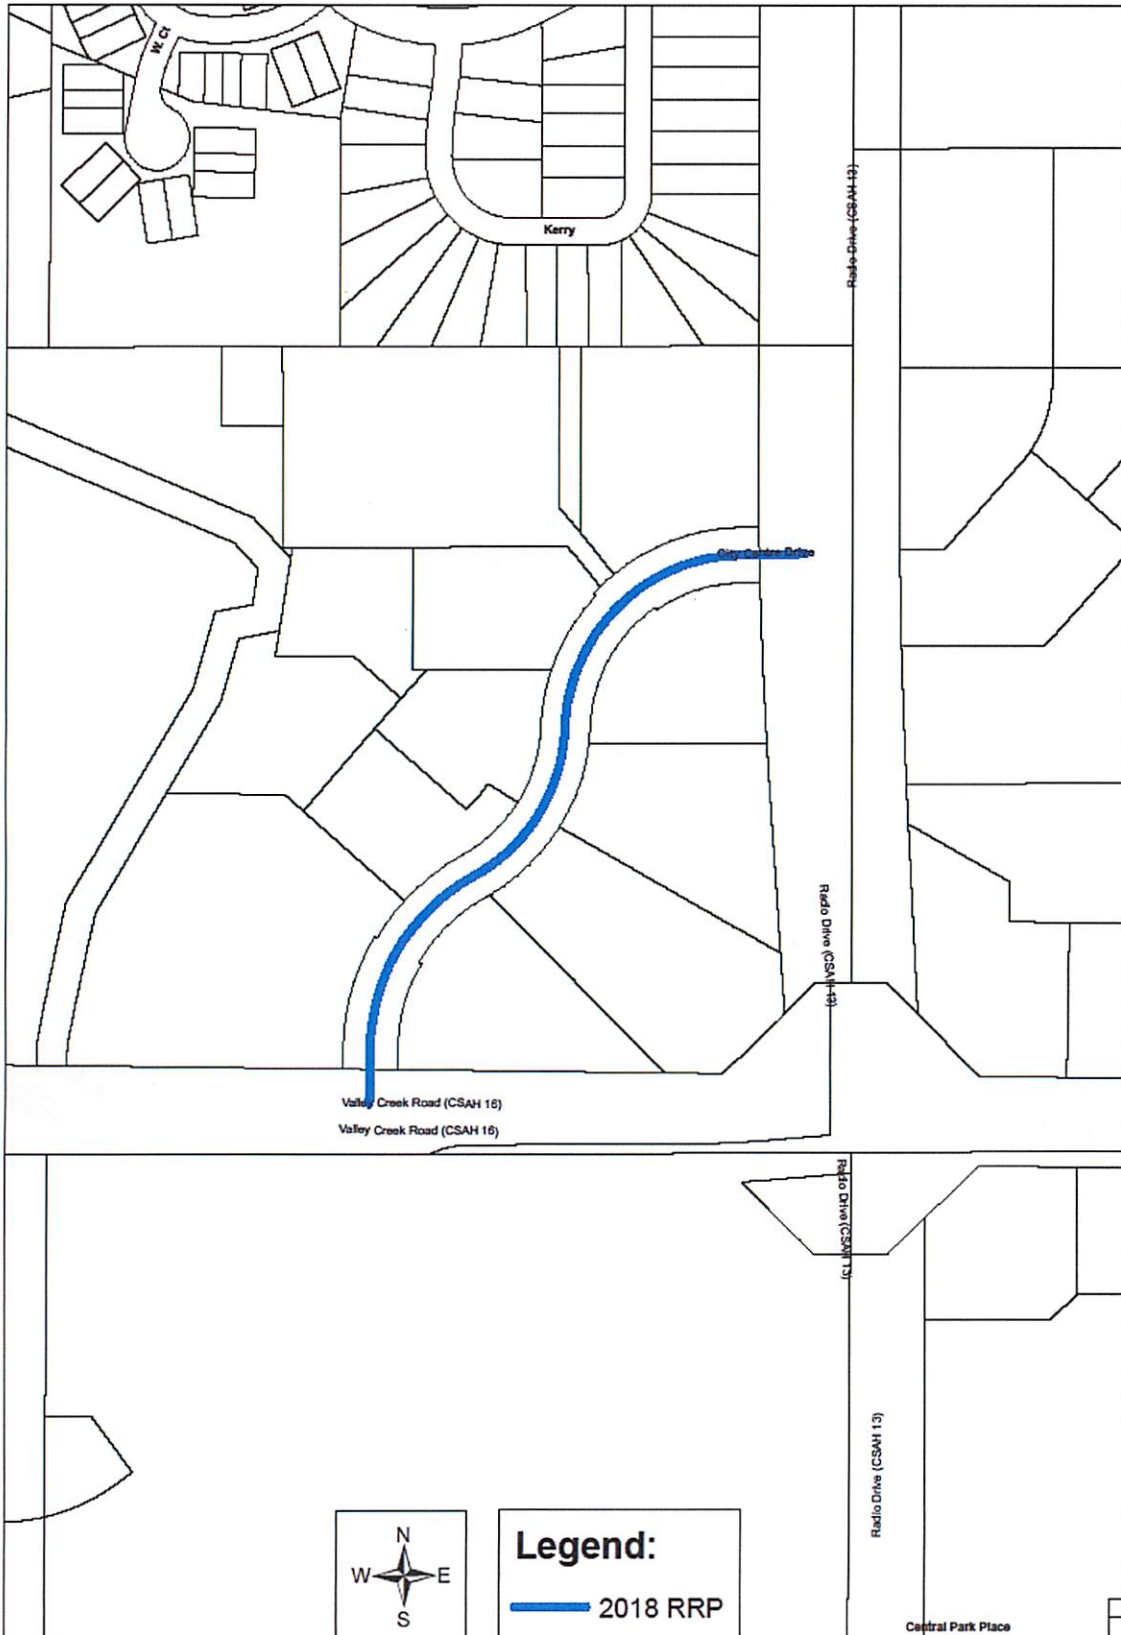 W. Ct
Kerry
Radio Drive (CSAH 13)
City Centre Drive
Radio Drive (CSAH 13)
Valley Creek Road (CSAH 16)
Valley Creek Road (CSAH 16)
Radio Drive (CSAH 13)
Radio Drive (CSAH 13)
N
W E
S
Legend:
2018 RRP
Central Park Place